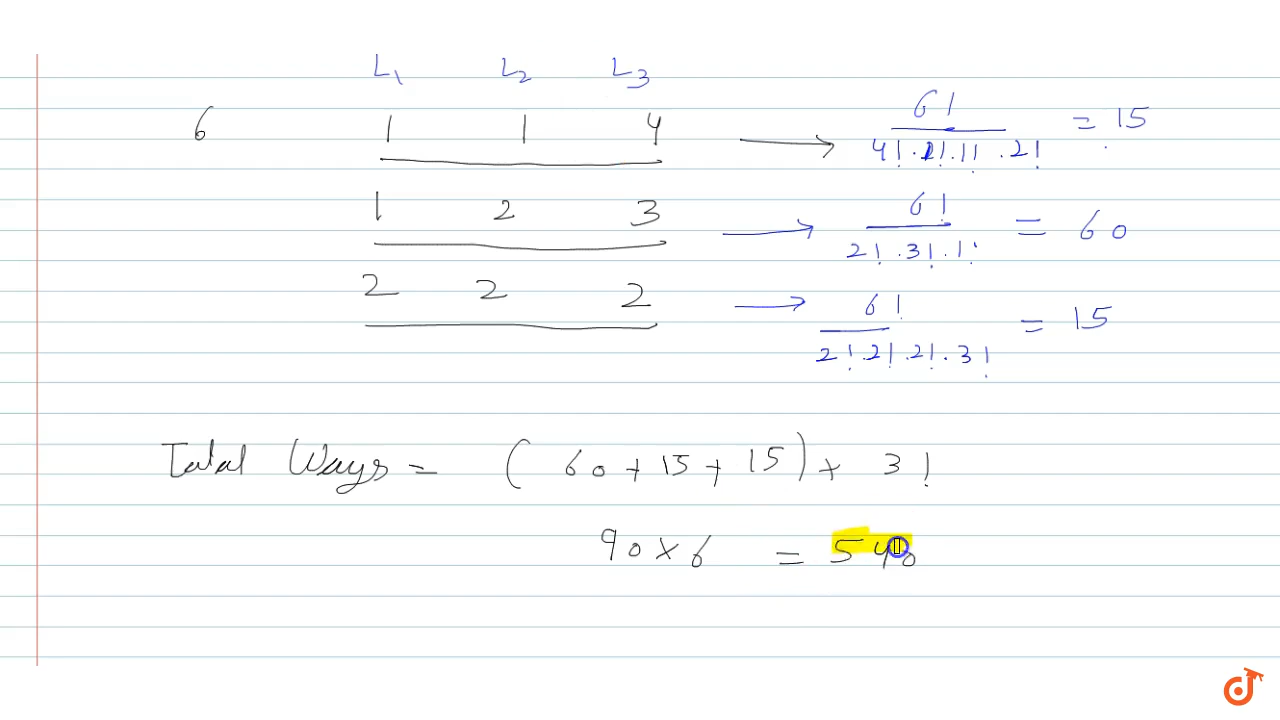 L₁ L₂ L₃
6 1 1 4 → 6! / 4!.1!.1!.2! = 15
1 2 3 → 6! / 2!.3!.1! = 60
2 2 2 → 6! / 2!.2!.2!.3! = 15
Total Ways = (60+15+15)+ 3!
90×6 = 540